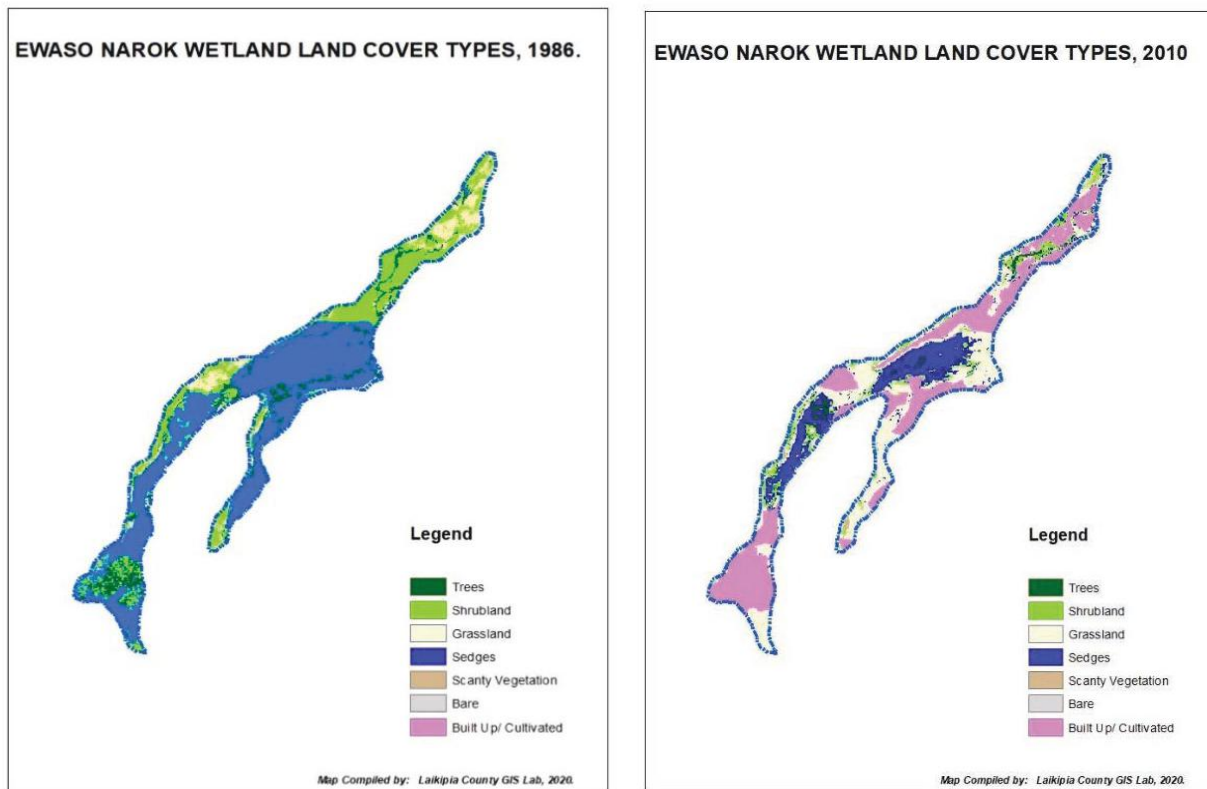 EWASO NAROK WETLAND LAND COVER TYPES, 1986.
Legend
Trees
Shrubland
Grassland
Sedges
Scanty Vegetation
Bare
Built Up/ Cultivated
Map Compiled by: Laikipia County GIS Lab, 2020.
EWASO NAROK WETLAND LAND COVER TYPES, 2010
Legend
Trees
Shrubland
Grassland
Sedges
Scanty Vegetation
Bare
Built Up/ Cultivated
Map Compiled by: Laikipia County GIS Lab, 2020.